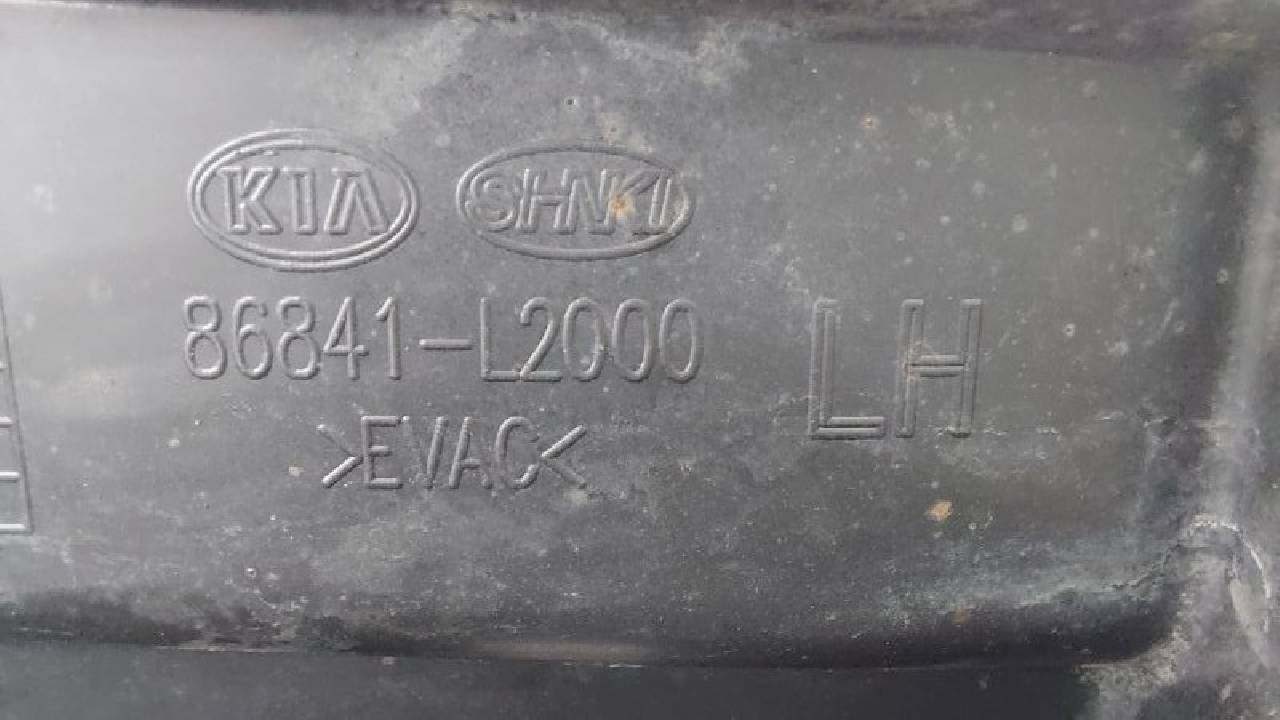 KIA SHNKI
86841-L2000 LH
>EVAC<